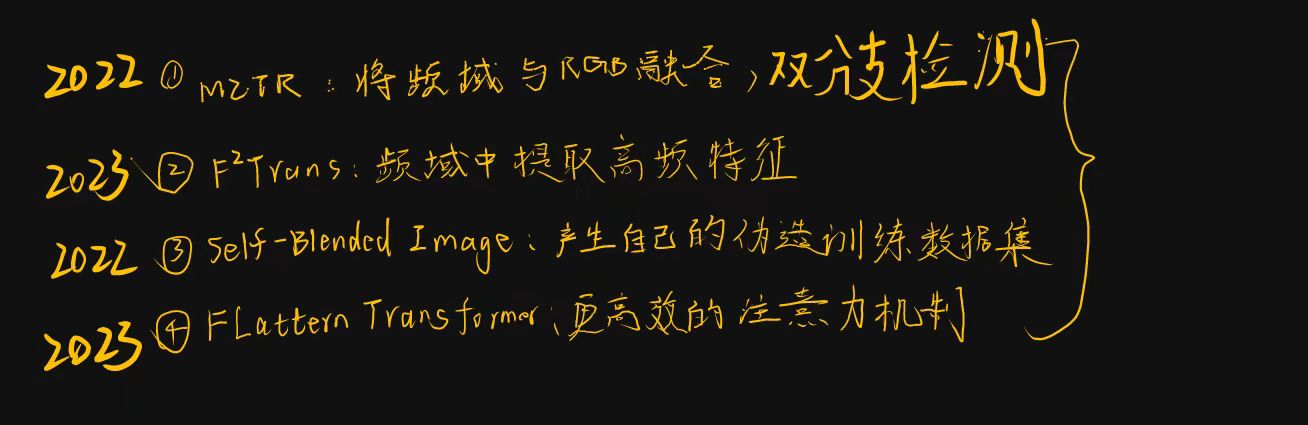 2022 ① M2TR：将频域与RGB融合，双分支检测
2023 ② F²Trans：频域中提取高频特征
2022 ③ Self-Blended Image：产生自己的伪造训练数据集
2023 ④ FLattern Transformer：更高效的注意力机制